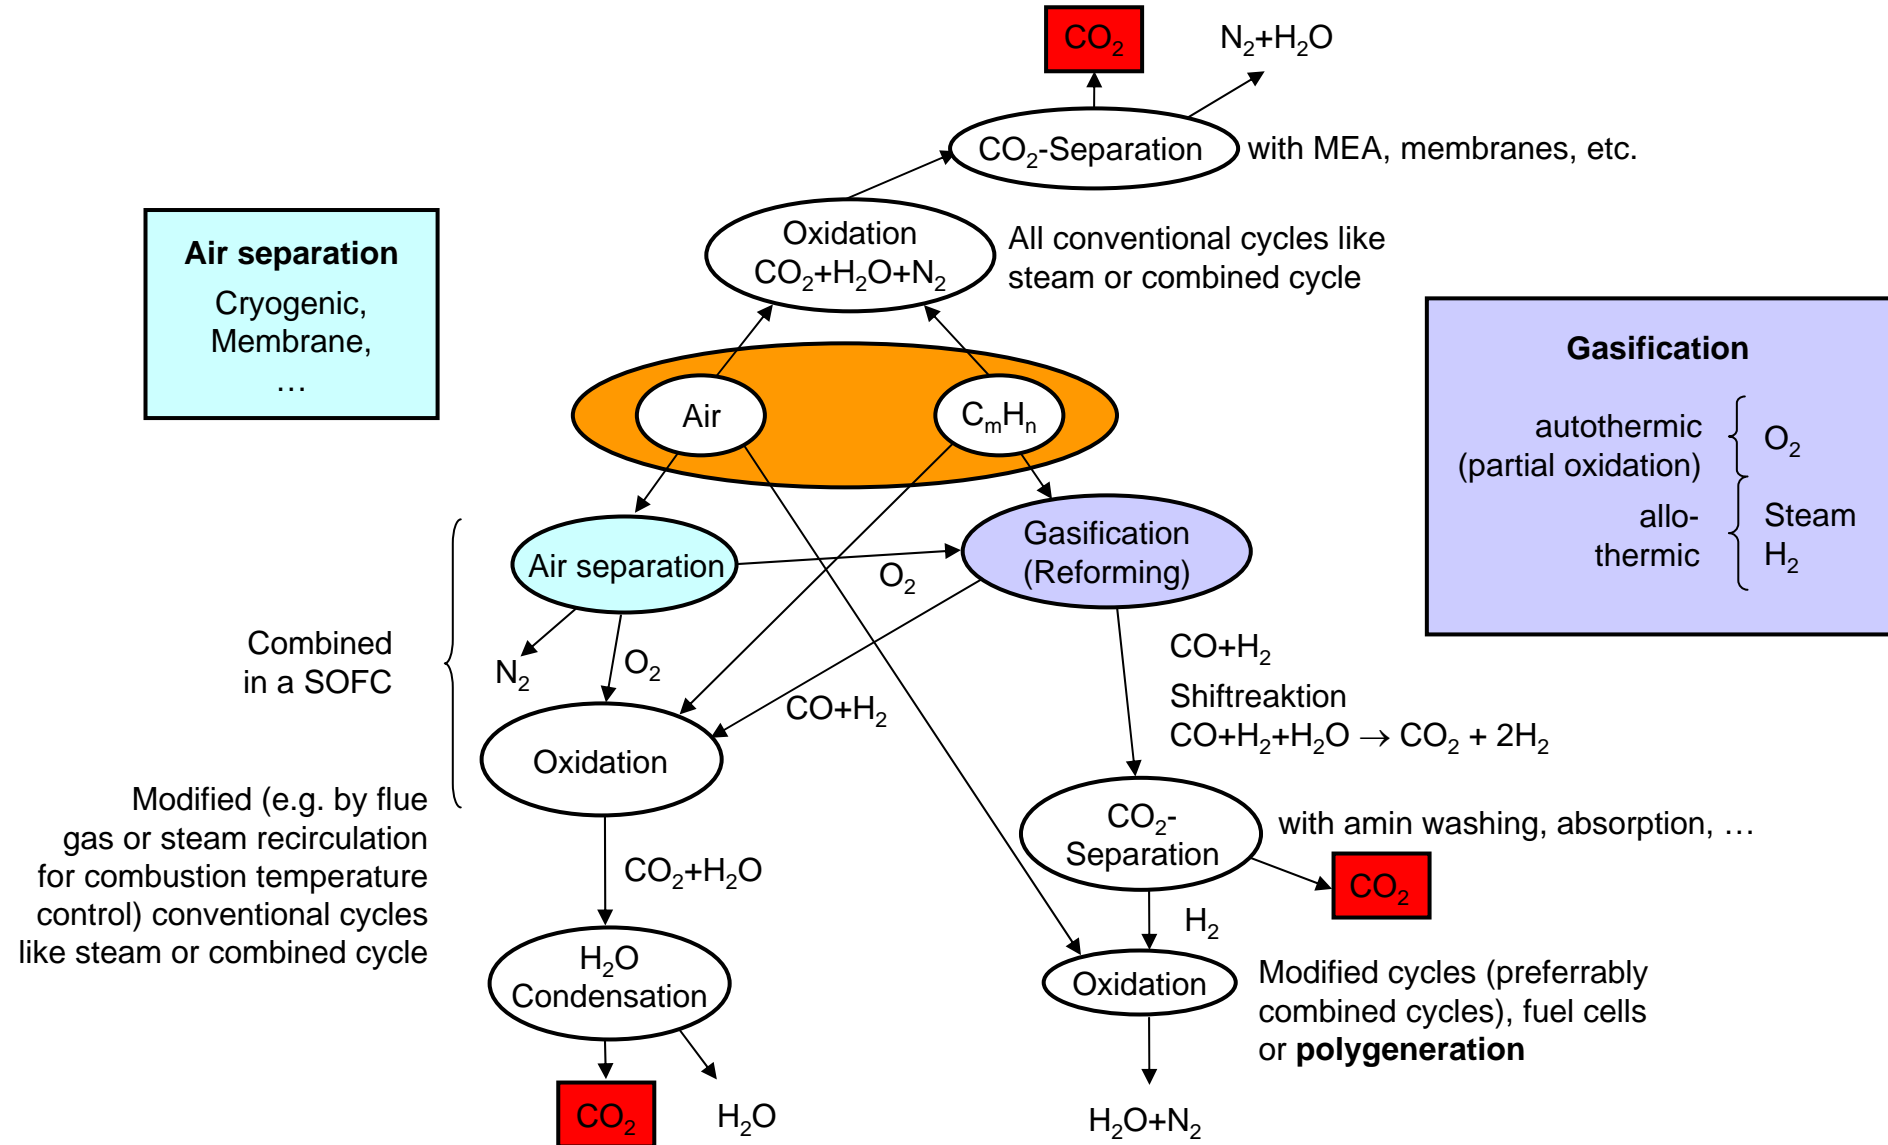 CO₂
N₂+H₂O
CO₂-Separation
with MEA, membranes, etc.
Oxidation
CO₂+H₂O+N₂
All conventional cycles like
steam or combined cycle
Air separation
Cryogenic,
Membrane,
…
Gasification
autothermic
(partial oxidation)
O₂
allo-
thermic
Steam
H₂
Air
CₘHₙ
Air separation
O₂
Gasification
(Reforming)
Combined
in a SOFC
N₂
O₂
CO+H₂
CO+H₂
Shiftreaktion
CO+H₂+H₂O → CO₂ + 2H₂
Oxidation
Modified (e.g. by flue
gas or steam recirculation
for combustion temperature
control) conventional cycles
like steam or combined cycle
CO₂+H₂O
CO₂-
Separation
with amin washing, absorption, …
CO₂
H₂
H₂O
Condensation
Oxidation
Modified cycles (preferrably
combined cycles), fuel cells
or polygeneration
CO₂
H₂O
H₂O+N₂